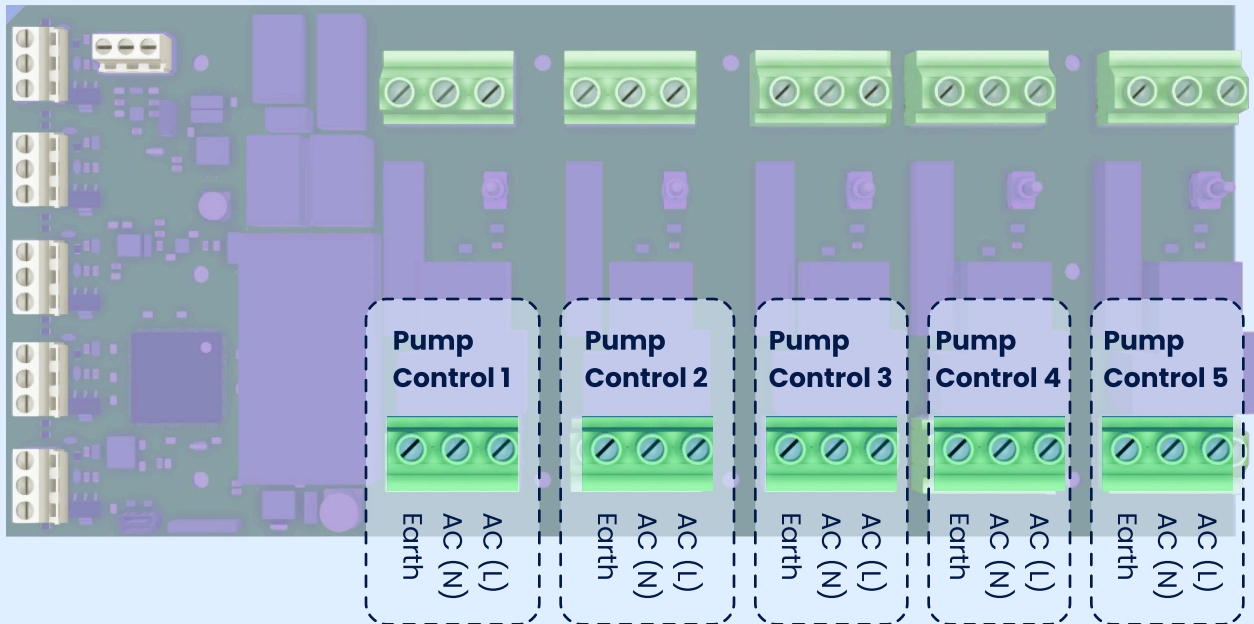 Pump
Control 1
Pump
Control 2
Pump
Control 3
Pump
Control 4
Pump
Control 5
Earth
AC (N)
AC (L)
Earth
AC (N)
AC (L)
Earth
AC (N)
AC (L)
Earth
AC (N)
AC (L)
Earth
AC (N)
AC (L)